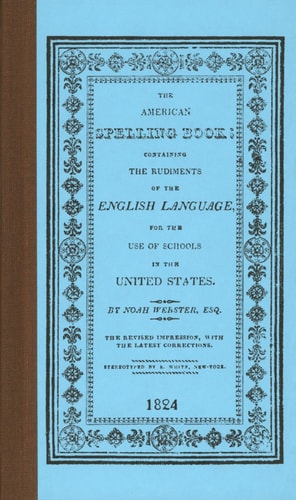 THE
AMERICAN
SPELLING BOOK:
CONTAINING
THE RUDIMENTS
OF THE
ENGLISH LANGUAGE,
FOR THE
USE OF SCHOOLS
IN THE
UNITED STATES.
BY NOAH WEBSTER, ESQ.
THE REVISED IMPRESSION, WITH
THE LATEST CORRECTIONS.
STEREOTYPED BY E. WHITE, NEW-YORK.
1824